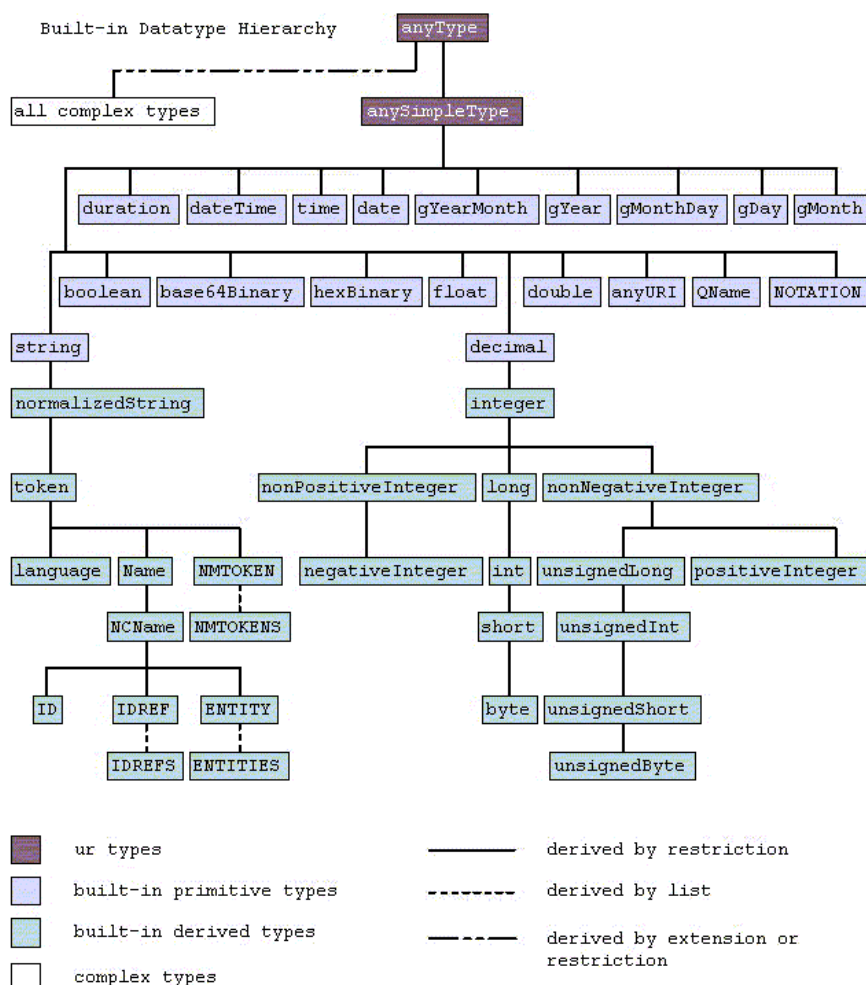 Built-in Datatype Hierarchy anyType
all complex types anySimpleType
duration dateTime time date gYearMonth gYear gMonthDay gDay gMonth
boolean base64Binary hexBinary float double anyURI QName NOTATION
string decimal
normalizedString integer
token nonPositiveInteger long nonNegativeInteger
language Name NMTOKEN negativeInteger int unsignedLong positiveInteger
NCName NMTOKENS short unsignedInt
ID IDREF ENTITY byte unsignedShort
IDREFS ENTITIES unsignedByte
ur types derived by restriction
built-in primitive types derived by list
built-in derived types derived by extension or
restriction
complex types